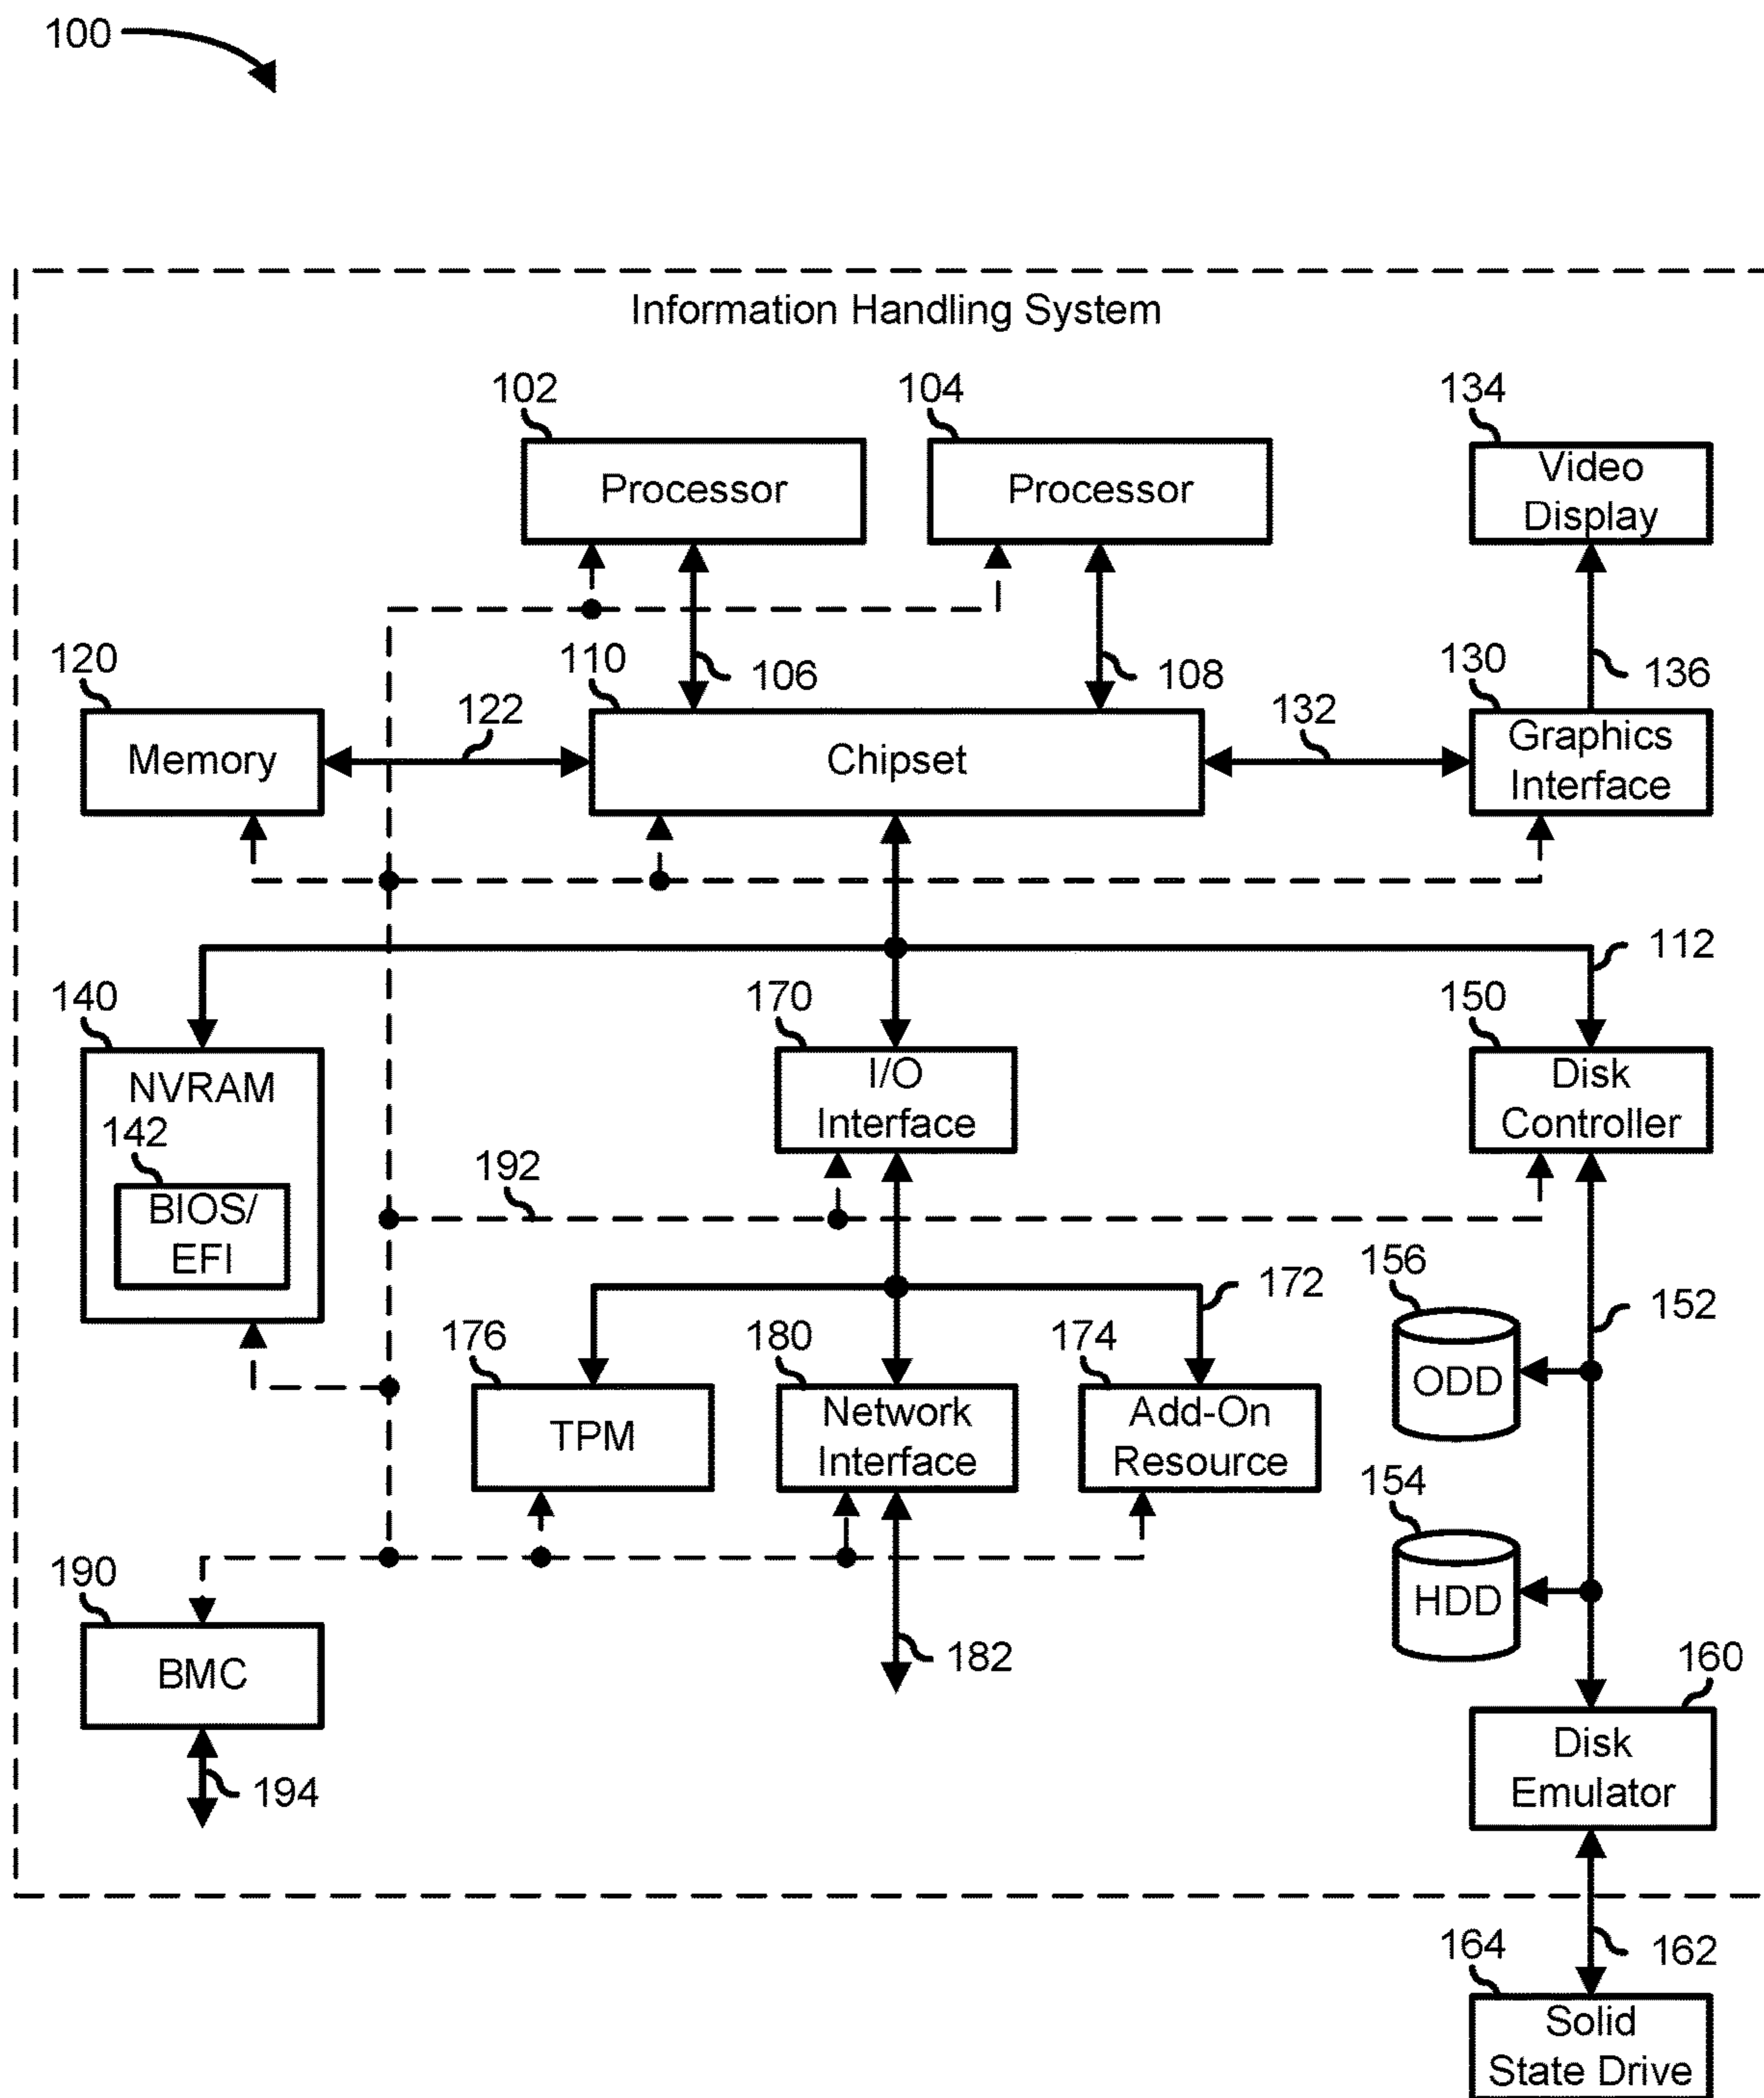 100
Information Handling System
102
104
134
Processor
Processor
Video
Display
120
110
106
108
130
136
122
132
Memory
Chipset
Graphics
Interface
112
140
170
150
NVRAM
I/O
Interface
Disk
Controller
142
BIOS/
EFI
192
156
172
152
176
180
174
ODD
TPM
Network
Interface
Add-On
Resource
154
190
HDD
182
160
BMC
Disk
Emulator
194
164
162
Solid
State Drive